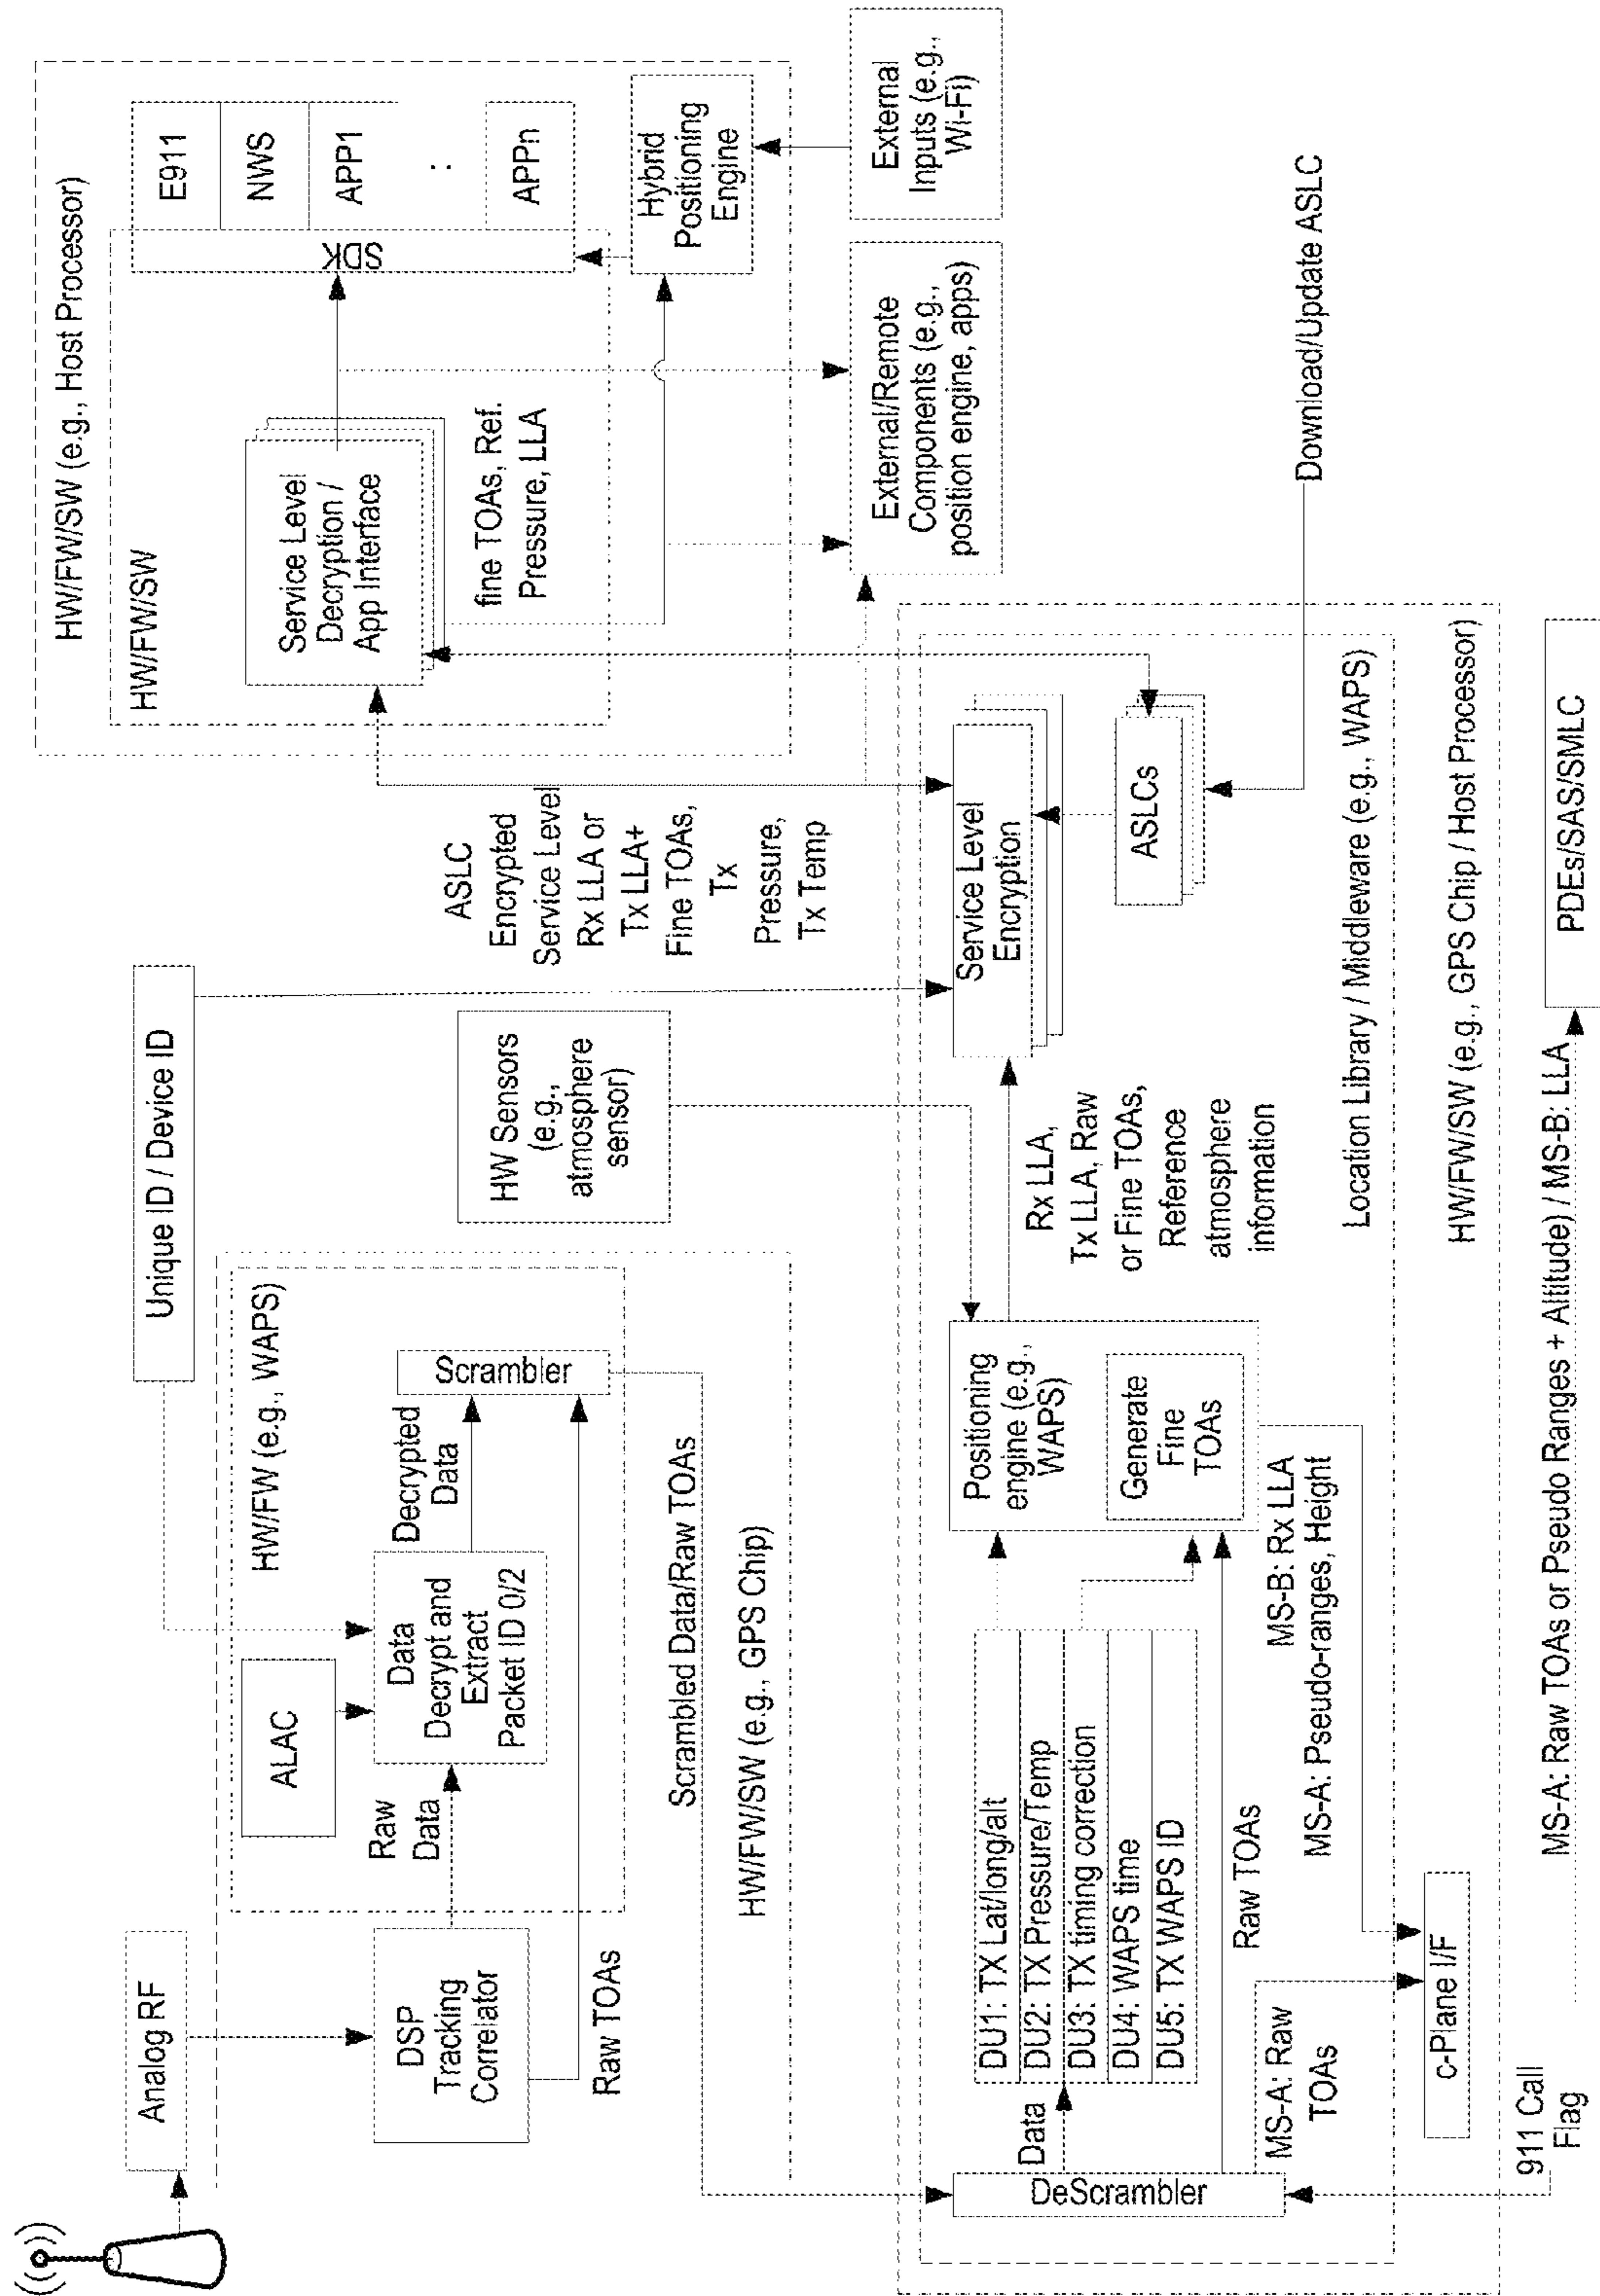 Analog RF
DSP
Tracking
Correlator
Raw TOAs
Raw
Data
ALAC
Data
Decrypt and
Extract
Packet ID 0/2
Decrypted
Data
Scrambler
HW/FW (e.g., WAPS)
Scrambled Data/Raw TOAs
HW/FW/SW (e.g., GPS Chip)
Unique ID / Device ID
HW Sensors
(e.g.,
atmosphere
sensor)
ASLC
Encrypted
Service Level
Rx LLA or
Tx LLA+
Fine TOAs,
Tx
Pressure,
Tx Temp
HW/FW/SW (e.g., Host Processor)
HW/FW/SW
Service Level
Decryption /
App Interface
fine TOAs, Ref.
Pressure, LLA
SDK
E911
NWS
APP1
:
APPn
Hybrid
Positioning
Engine
External
Inputs (e.g.,
Wi-Fi)
External/Remote
Components (e.g.,
position engine, apps)
Download/Update ASLC
DeScrambler
Data
DU1: TX Lat/long/alt
DU2: TX Pressure/Temp
DU3: TX timing correction
DU4: WAPS time
DU5: TX WAPS ID
Raw TOAs
MS-A: Raw
TOAs
Positioning
engine (e.g.,
WAPS)
Generate
Fine
TOAs
MS-B: Rx LLA
MS-A: Pseudo-ranges, Height
Rx LLA,
Tx LLA, Raw
or Fine TOAs,
Reference
atmosphere
information
Service Level
Encryption
ASLCs
Location Library / Middleware (e.g., WAPS)
c-Plane I/F
HW/FW/SW (e.g., GPS Chip / Host Processor)
911 Call
Flag
MS-A: Raw TOAs or Pseudo Ranges + Altitude) / MS-B: LLA
PDEs/SAS/SMLC